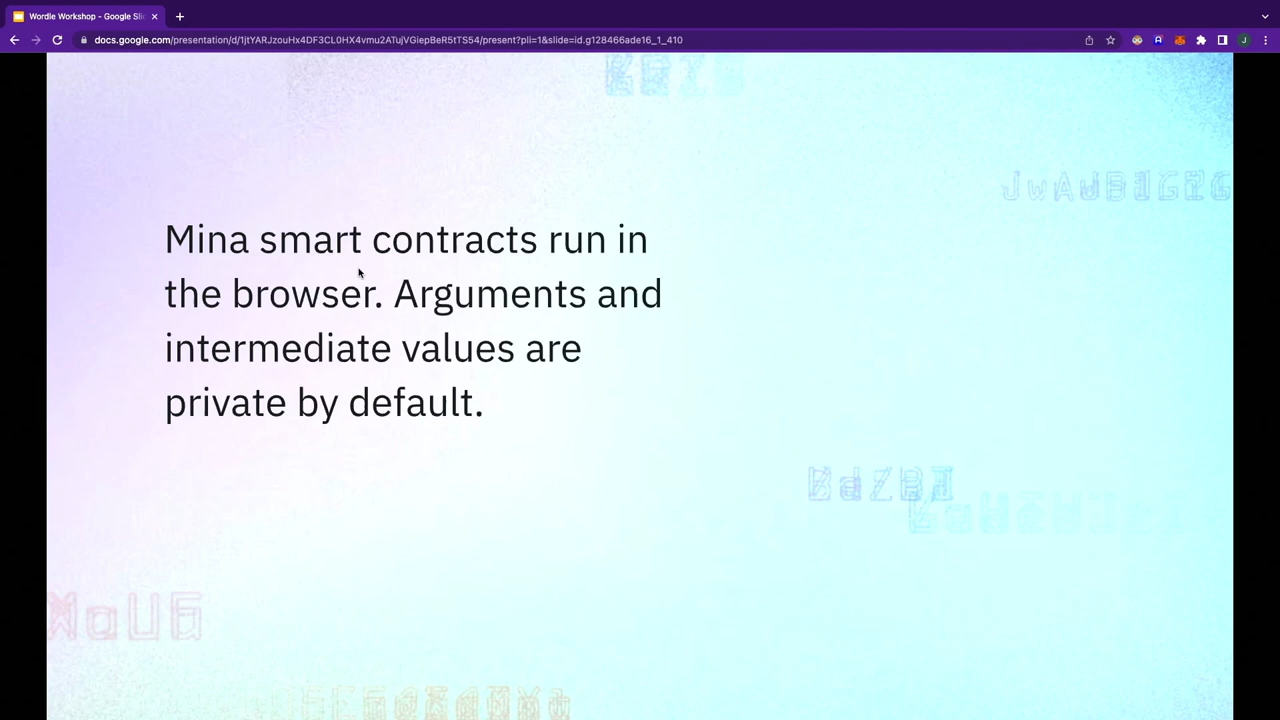 Wordle Workshop - Google Sli
docs.google.com/presentation/d/1jtYARJzouHx4DF3CL0HX4vmu2ATujVGiepBeR5tTS54/present?pli=1&slide=id.g128466ade16_1_410
J
Mina smart contracts run in
the browser. Arguments and
intermediate values are
private by default.